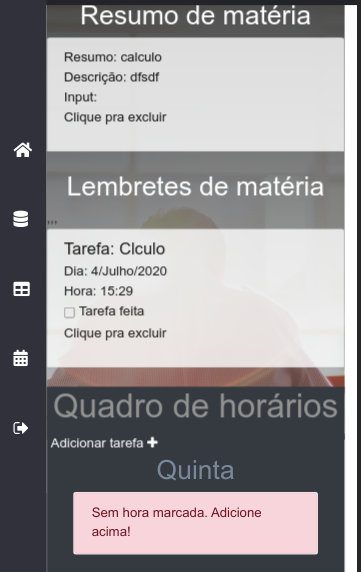 Resumo de matéria
Resumo: calculo
Descrição: dfsdf
Input:
Clique pra excluir
Lembretes de matéria
,,,
Tarefa: Clculo
Dia: 4/Julho/2020
Hora: 15:29
Tarefa feita
Clique pra excluir
Quadro de horários
Adicionar tarefa +
Quinta
Sem hora marcada. Adicione
acima!